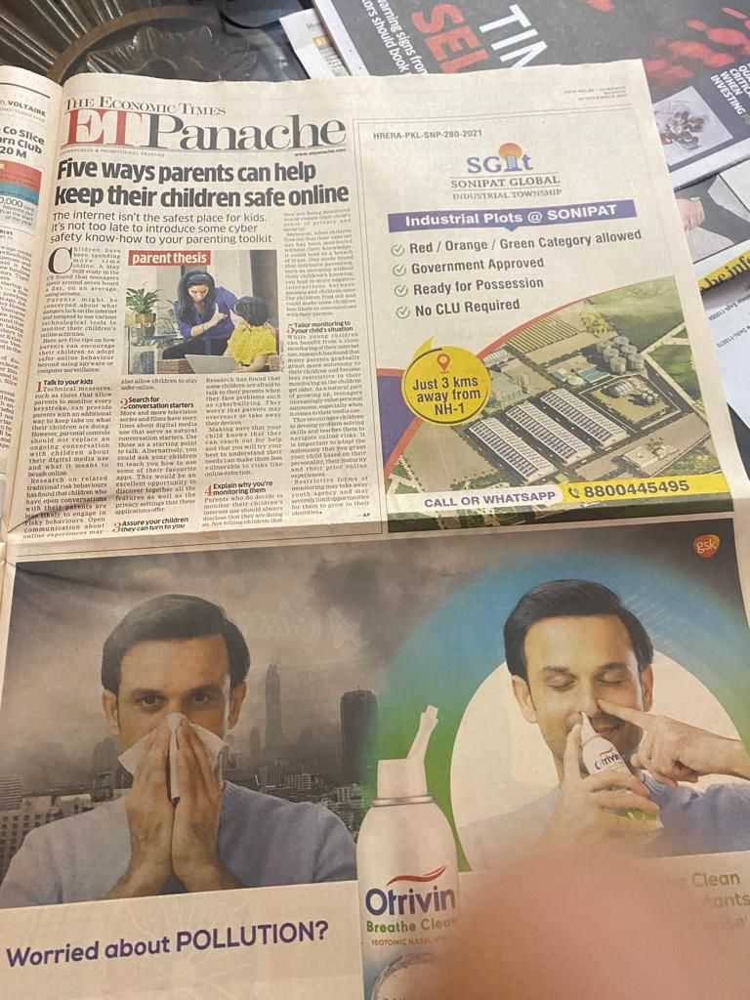 h. VOLTAIRE
Co Slice
rn Club
20 M
warning signs from
tors should book
SEL
TIM
WHEN
INVESTING
THE ECONOMIC TIMES
ET Panache
ADVERTORIAL & PROMOTIONAL FEATURE
www.etpanache.com
Five ways parents can help
keep their children safe online
The internet isn't the safest place for kids.
It's not too late to introduce some cyber
safety know-how to your parenting toolkit
Children have
been spending
more time
online. A May
2020 study in the
US found that teenagers
spent around seven hours
a day, on an average,
using screens.
Parents might be
concerned about what
dangers lurk on the internet
and tempted to use various
technological tools to
monitor their children's
online activities.
Here are five tips on how
parents can encourage
their children to adopt
safer online behaviour
beyond using spyware or
computer surveillance.
1 Talk to your kids
Technical measures,
such as those that allow
parents to monitor every
keystroke, can provide
parents with an additional
way to keep tabs on what
their children are doing.
However, parental controls
should not replace an
ongoing conversation
with children about
their digital media use
and what it means to
be safe online.
Research on related
traditional risk behaviours
has found that children who
have open conversations
with their parents are
less likely to engage in
risky behaviours. Open
communication about
online experiences may
parent thesis
also allow children to stay
safer online.
2 Search for
conversation starters
More and more television
series and films have story
lines about digital media
use that serve as natural
conversation starters. Use
those as a starting point
to talk. Alternatively, you
could ask your children
to teach you how to use
some of their favourite
apps. This would be an
excellent opportunity to
discover together all the
features as well as the
privacy settings that these
applications offer.
3 Assure your children
they can turn to you
Research has found that
some children are afraid to
talk to their parents when
they face problems such
as cyberbullying. They
worry that parents may
overreact or take away
their devices.
Making sure that your
child knows that they
can reach out for help
and that you will try your
best to understand their
needs can make them less
vulnerable to risks like
online extortion.
4 Explain why you're
monitoring them
Parents who do decide to
monitor their children's
internet use should always
disclose that they are doing
so. Not telling children that
they are being monitored
would violate their child's
sense of privacy and
security.
Moreover, when children
find out that their internet
use has been monitored
without their knowledge,
it could lead to a breach
of trust. One study found
that intrusive parenting,
such as snooping without
their children's knowing,
can lead to more negative
interactions between
parents and children once
the children find out and
could make some children
less likely to communicate
with their parents.
5 Tailor monitoring to
your child's situation
While young children
can benefit from a close
monitoring of their internet
use, research has found that
many parents gradually
grant more autonomy to
their children and become
less restrictive in their
monitoring as their children
get older. As a natural part
of growing up, teenagers
increasingly value personal
autonomy, especially when
it comes to their media use.
This encourages children
to develop problem solving
skills and teaches them to
navigate online risks. It
is important to adapt the
autonomy that you grant
your child based on their
personality, their maturity
and their prior online
experiences.
Restrictive forms of
monitoring may take away
youth agency and may
severely limit opportunities
for them to grow in their
identities.
— AP
HRERA-PKL-SNP-280-2021
SGit
SONIPAT GLOBAL
INDUSTRIAL TOWNSHIP
Industrial Plots @ SONIPAT
Red / Orange / Green Category allowed
Government Approved
Ready for Possession
No CLU Required
Just 3 kms
away from
NH-1
CALL OR WHATSAPP 8800445495
gsk
Otrivin
Otrivin
Breathe Clean
ISOTONIC NASAL
Worried about POLLUTION?
Clean